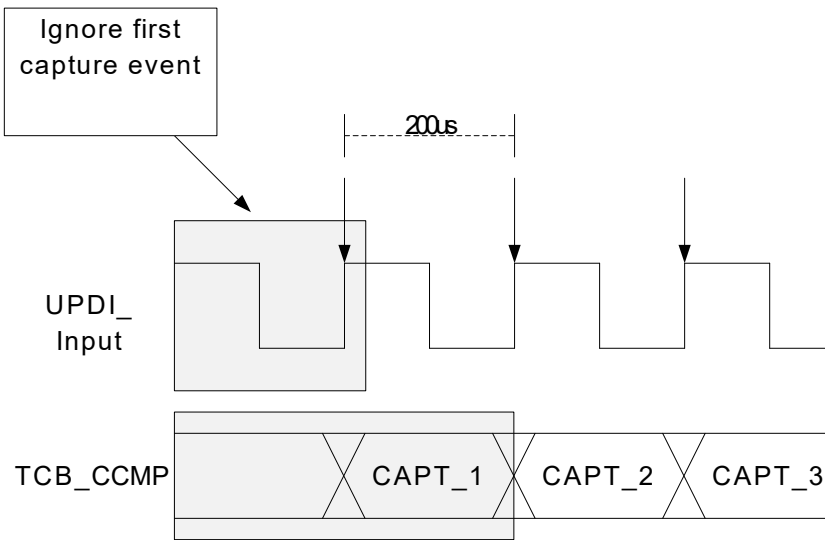 Ignore first
capture event
200us
UPDI_
Input
TCB_CCMP
CAPT_1
CAPT_2
CAPT_3